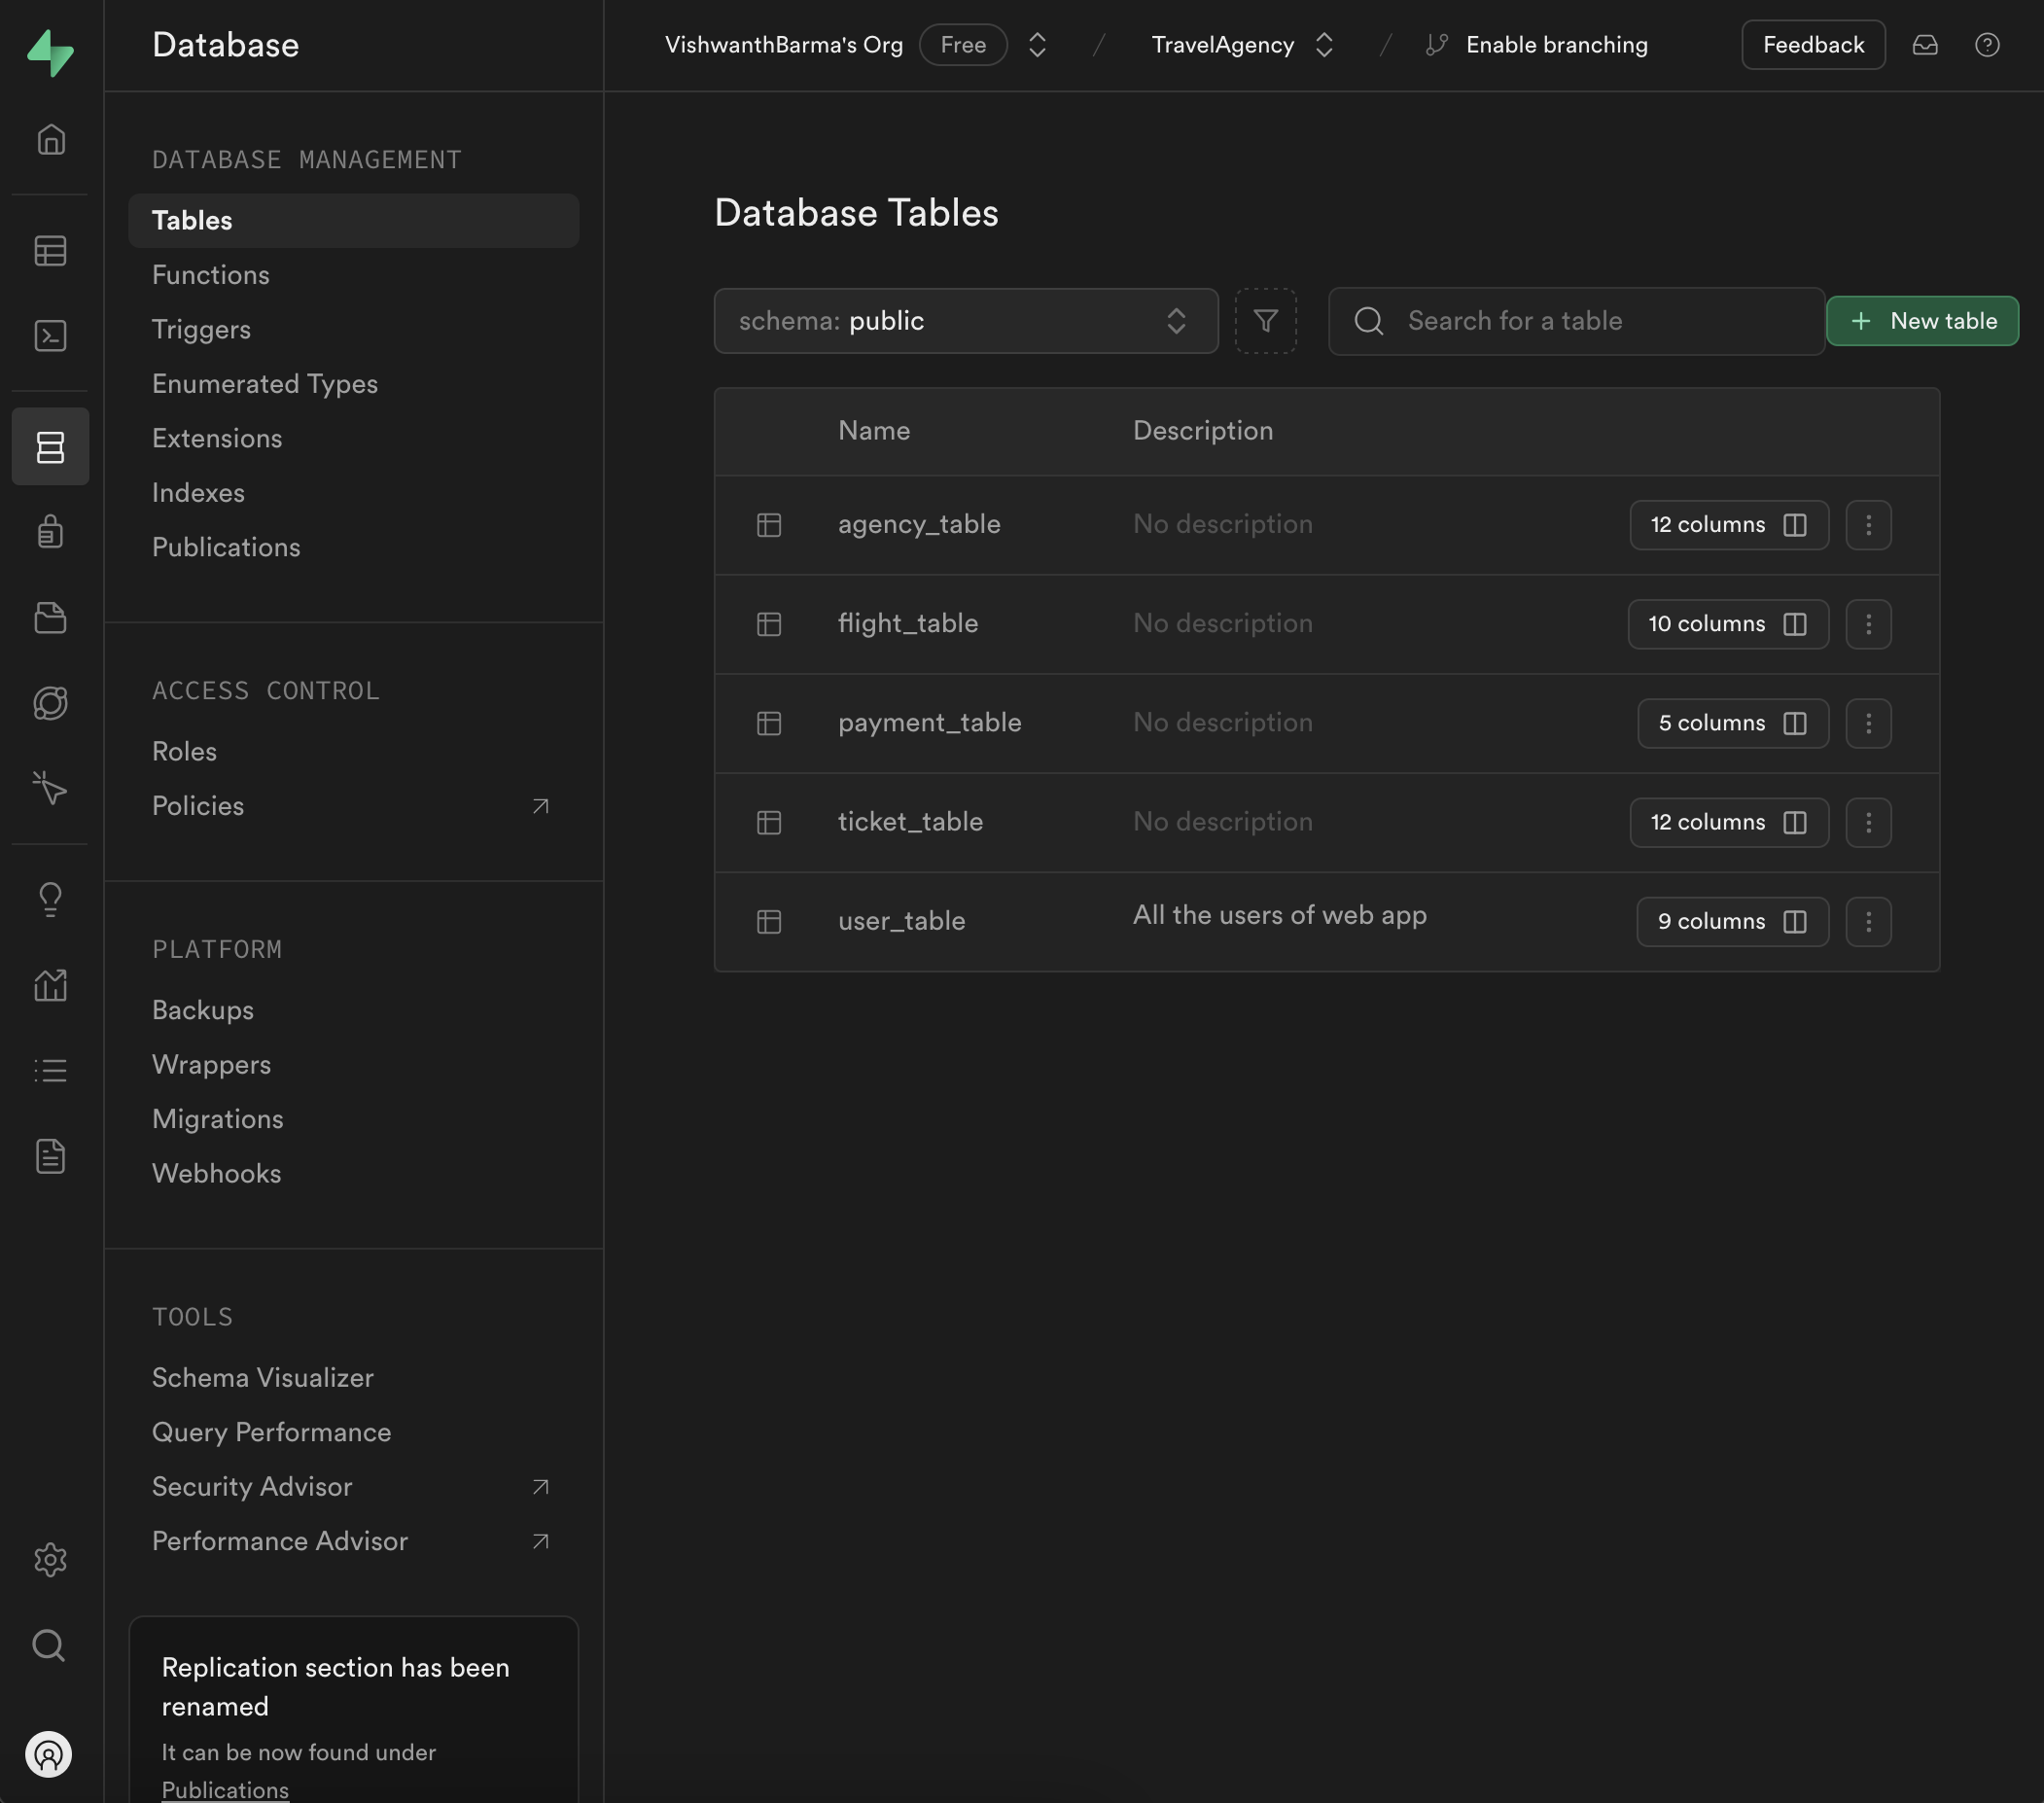 Database
VishwanthBarma's Org Free / TravelAgency / Enable branching Feedback
DATABASE MANAGEMENT
Tables
Functions
Triggers
Enumerated Types
Extensions
Indexes
Publications
ACCESS CONTROL
Roles
Policies
PLATFORM
Backups
Wrappers
Migrations
Webhooks
TOOLS
Schema Visualizer
Query Performance
Security Advisor
Performance Advisor
Replication section has been
renamed
It can be now found under
Publications
Database Tables
schema: public Search for a table + New table
Name Description
agency_table No description 12 columns
flight_table No description 10 columns
payment_table No description 5 columns
ticket_table No description 12 columns
user_table All the users of web app 9 columns